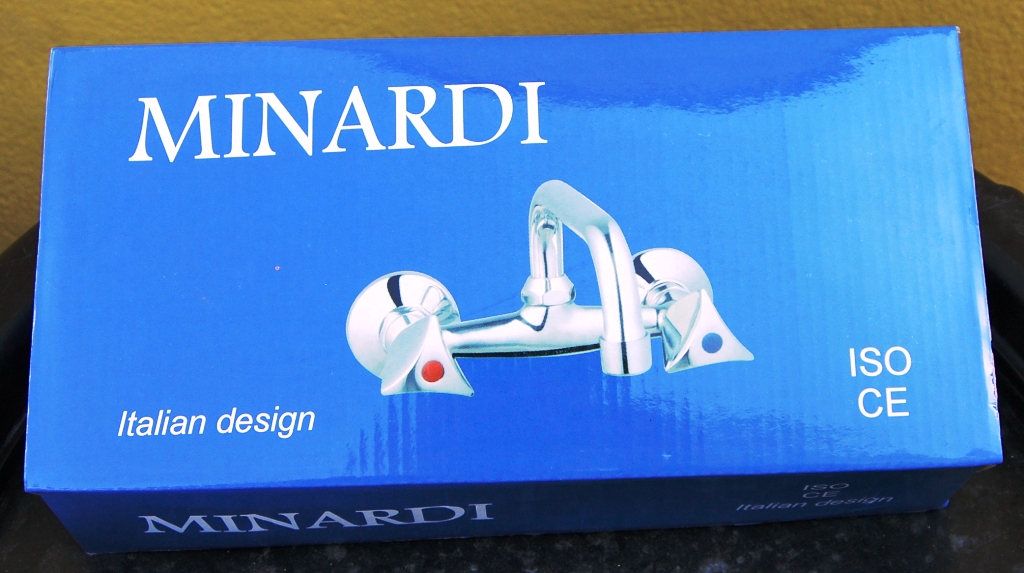 MINARDI
Italian design
ISO
CE
MINARDI
ISO
CE
Italian design